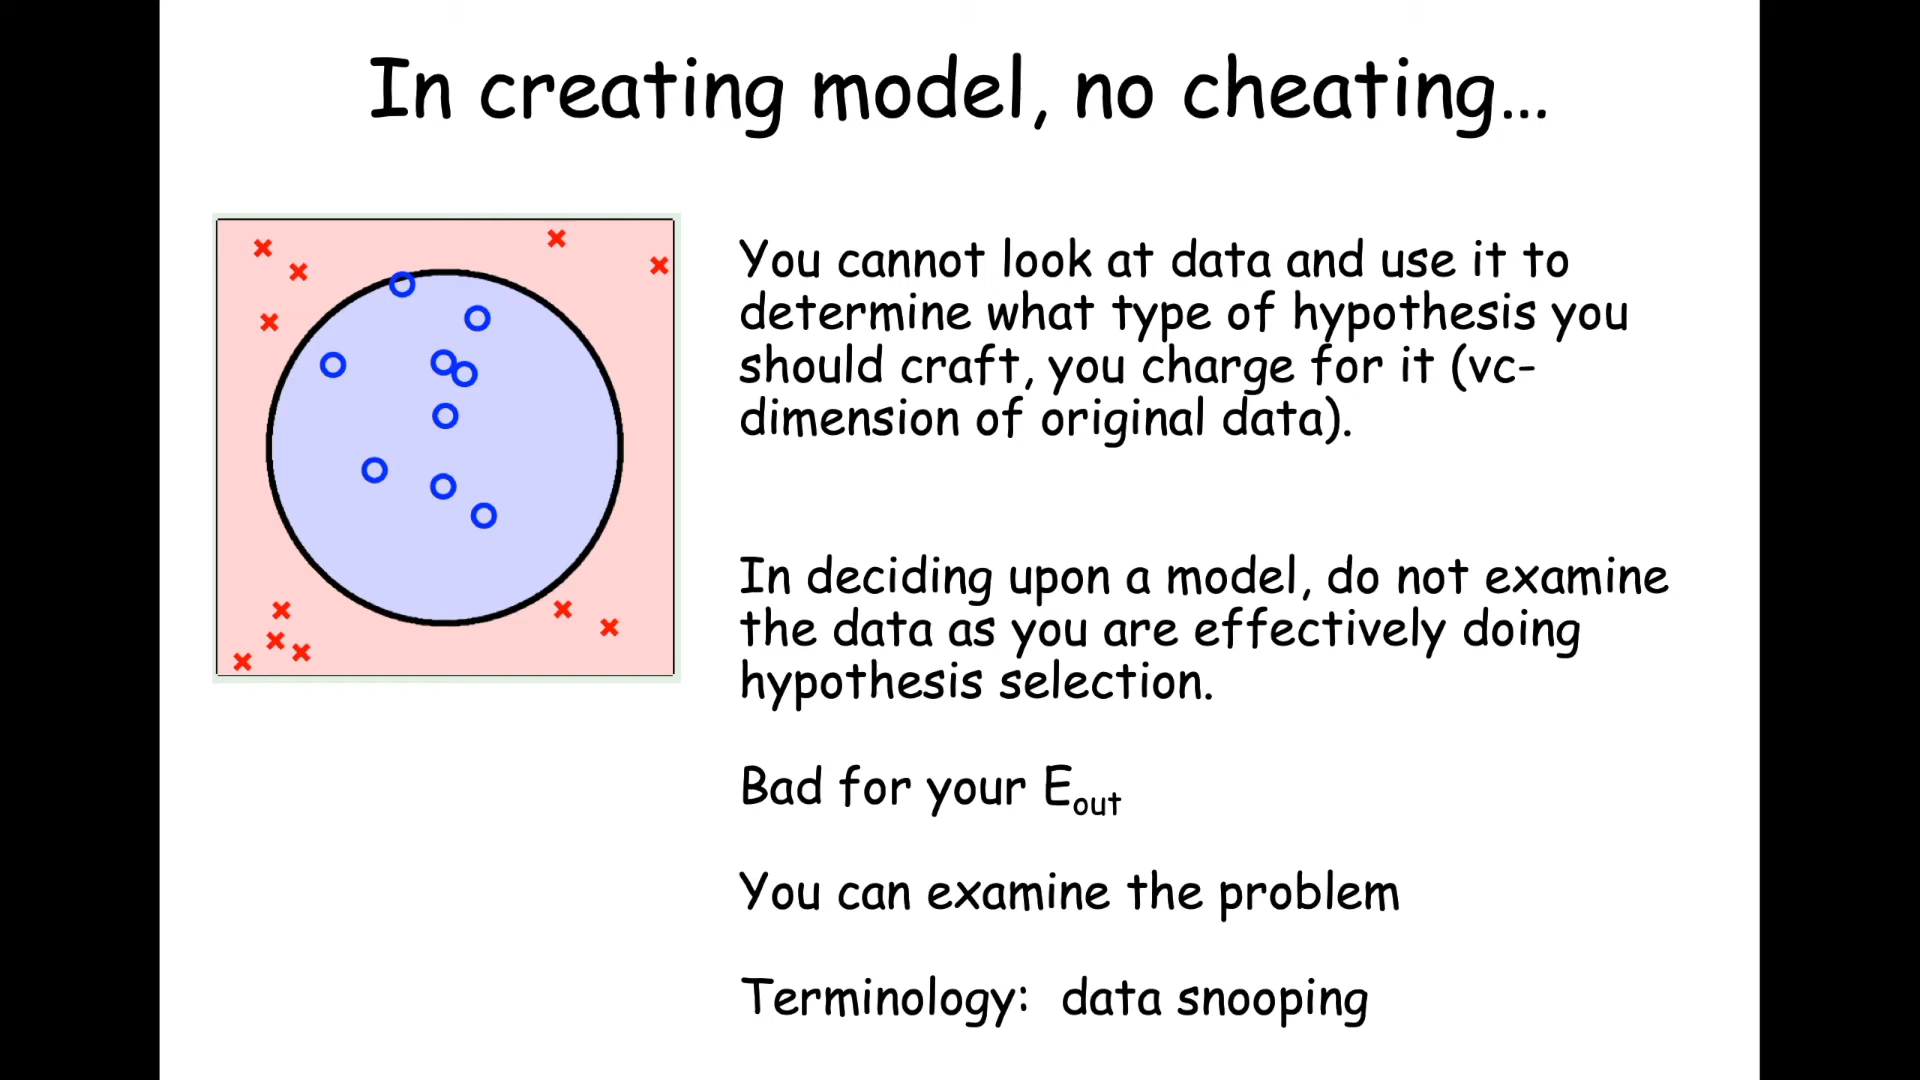 In creating model, no cheating...
You cannot look at data and use it to
determine what type of hypothesis you
should craft, you charge for it (vc-
dimension of original data).
In deciding upon a model, do not examine
the data as you are effectively doing
hypothesis selection.
Bad for your Eout
You can examine the problem
Terminology: data snooping